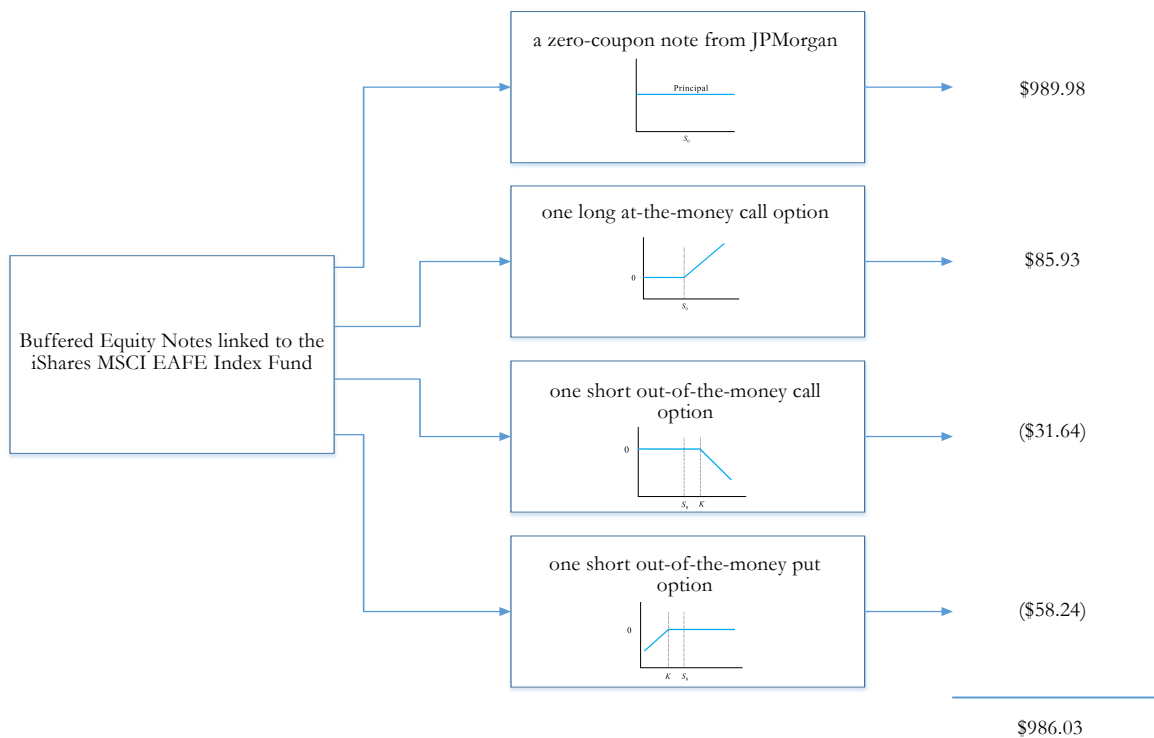 a zero-coupon note from JPMorgan
Principal
S0
$989.98
one long at-the-money call option
0
S0
$85.93
Buffered Equity Notes linked to the
iShares MSCI EAFE Index Fund
one short out-of-the-money call
option
0
S0 K
($31.64)
one short out-of-the-money put
option
0
K S0
($58.24)
$986.03